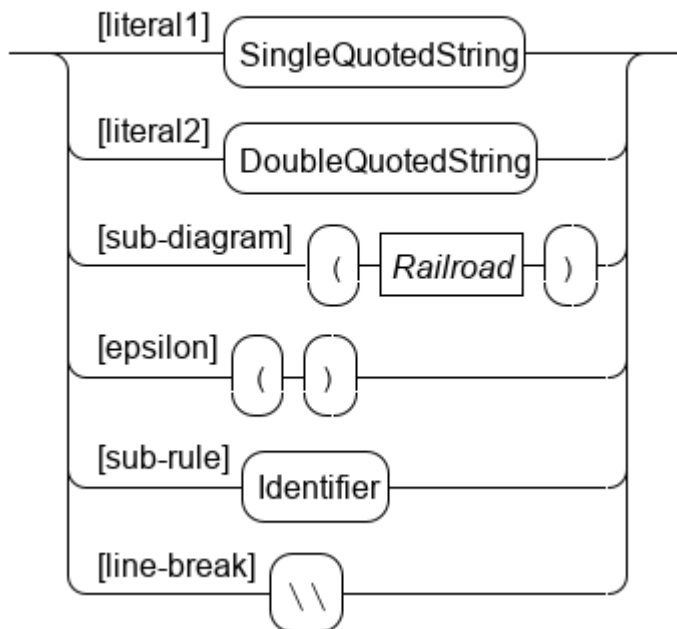 [literal1] SingleQuotedString
[literal2] DoubleQuotedString
[sub-diagram] ( Railroad )
[epsilon] ( )
[sub-rule] Identifier
[line-break] \\